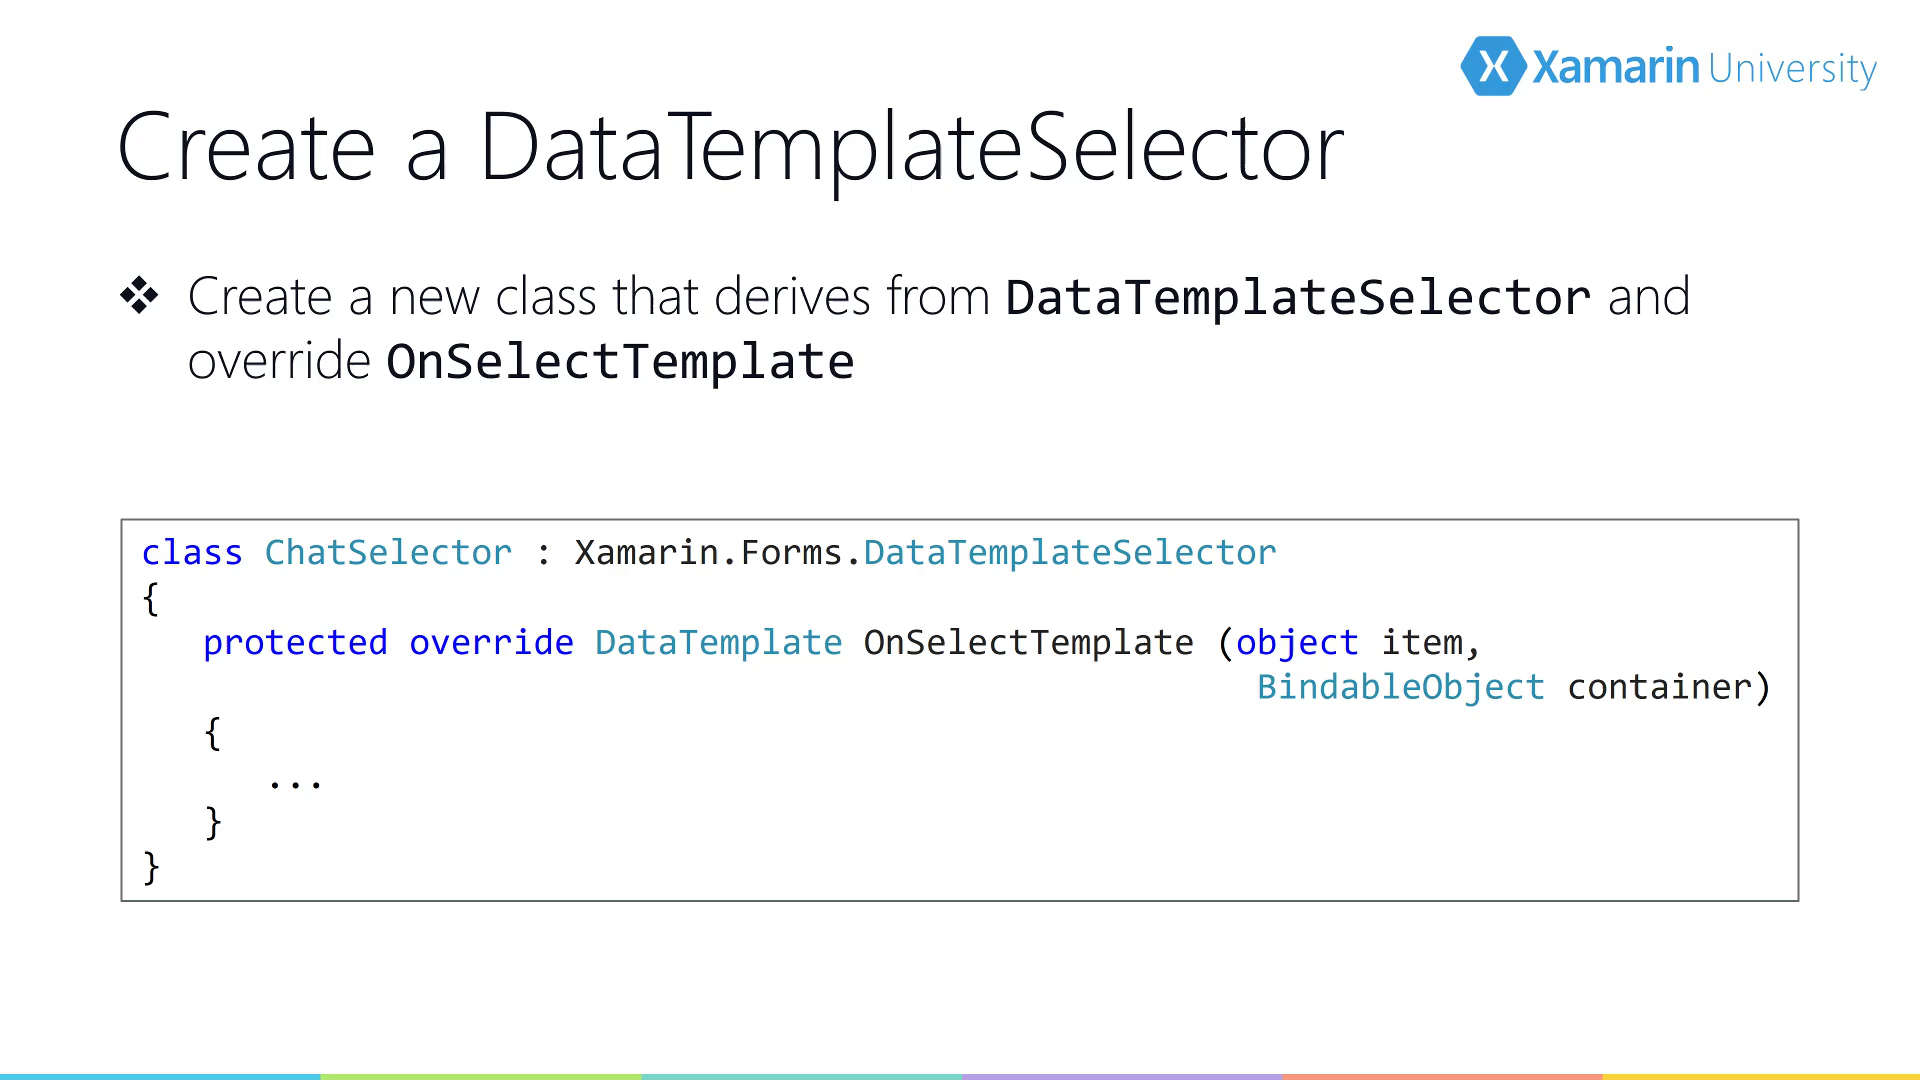 Xamarin University
Create a DataTemplateSelector
❖ Create a new class that derives from DataTemplateSelector and
override OnSelectTemplate
class ChatSelector : Xamarin.Forms.DataTemplateSelector
{
   protected override DataTemplate OnSelectTemplate (object item,
                                                      BindableObject container)
   {
      ...
   }
}